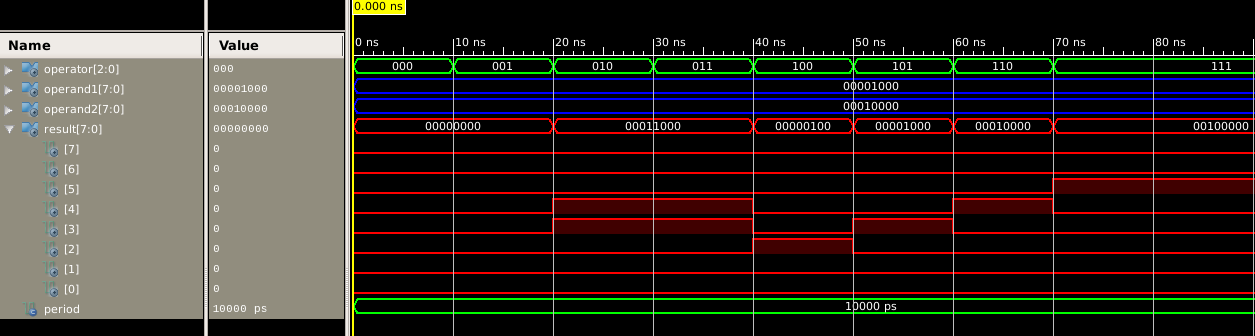 0.000 ns
0 ns 10 ns 20 ns 30 ns 40 ns 50 ns 60 ns 70 ns 80 ns
Name Value
operator[2:0] 000 000 001 010 011 100 101 110 111
operand1[7:0] 00001000 00001000
operand2[7:0] 00010000 00010000
result[7:0] 00000000 00000000 00011000 00000100 00001000 00010000 00100000
[7] 0
[6] 0
[5] 0
[4] 0
[3] 0
[2] 0
[1] 0
[0] 0
period 10000 ps 10000 ps